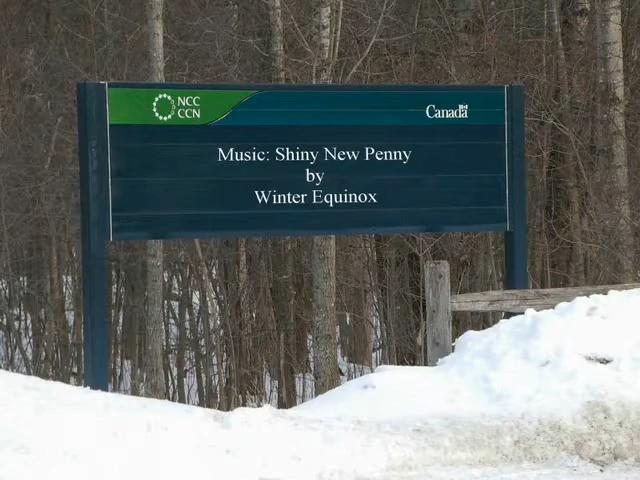 NCC
CCN
Canada
Music: Shiny New Penny
by
Winter Equinox